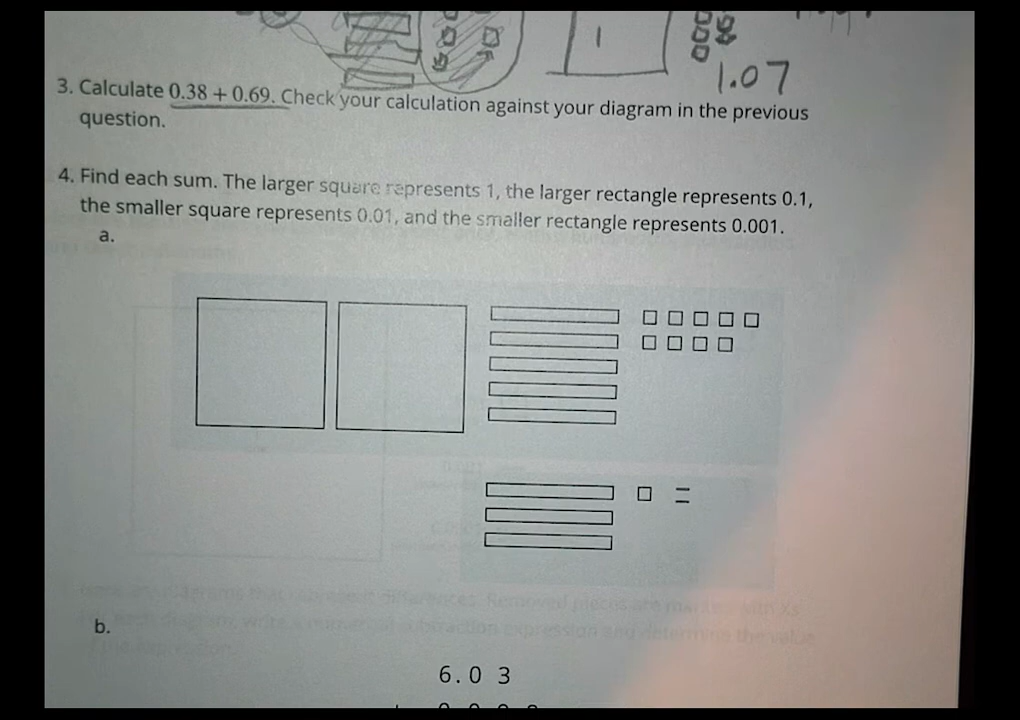 1
1.07
3. Calculate 0.38 + 0.69. Check your calculation against your diagram in the previous
question.
4. Find each sum. The larger square represents 1, the larger rectangle represents 0.1,
the smaller square represents 0.01, and the smaller rectangle represents 0.001.
a.
b.
6.0 3